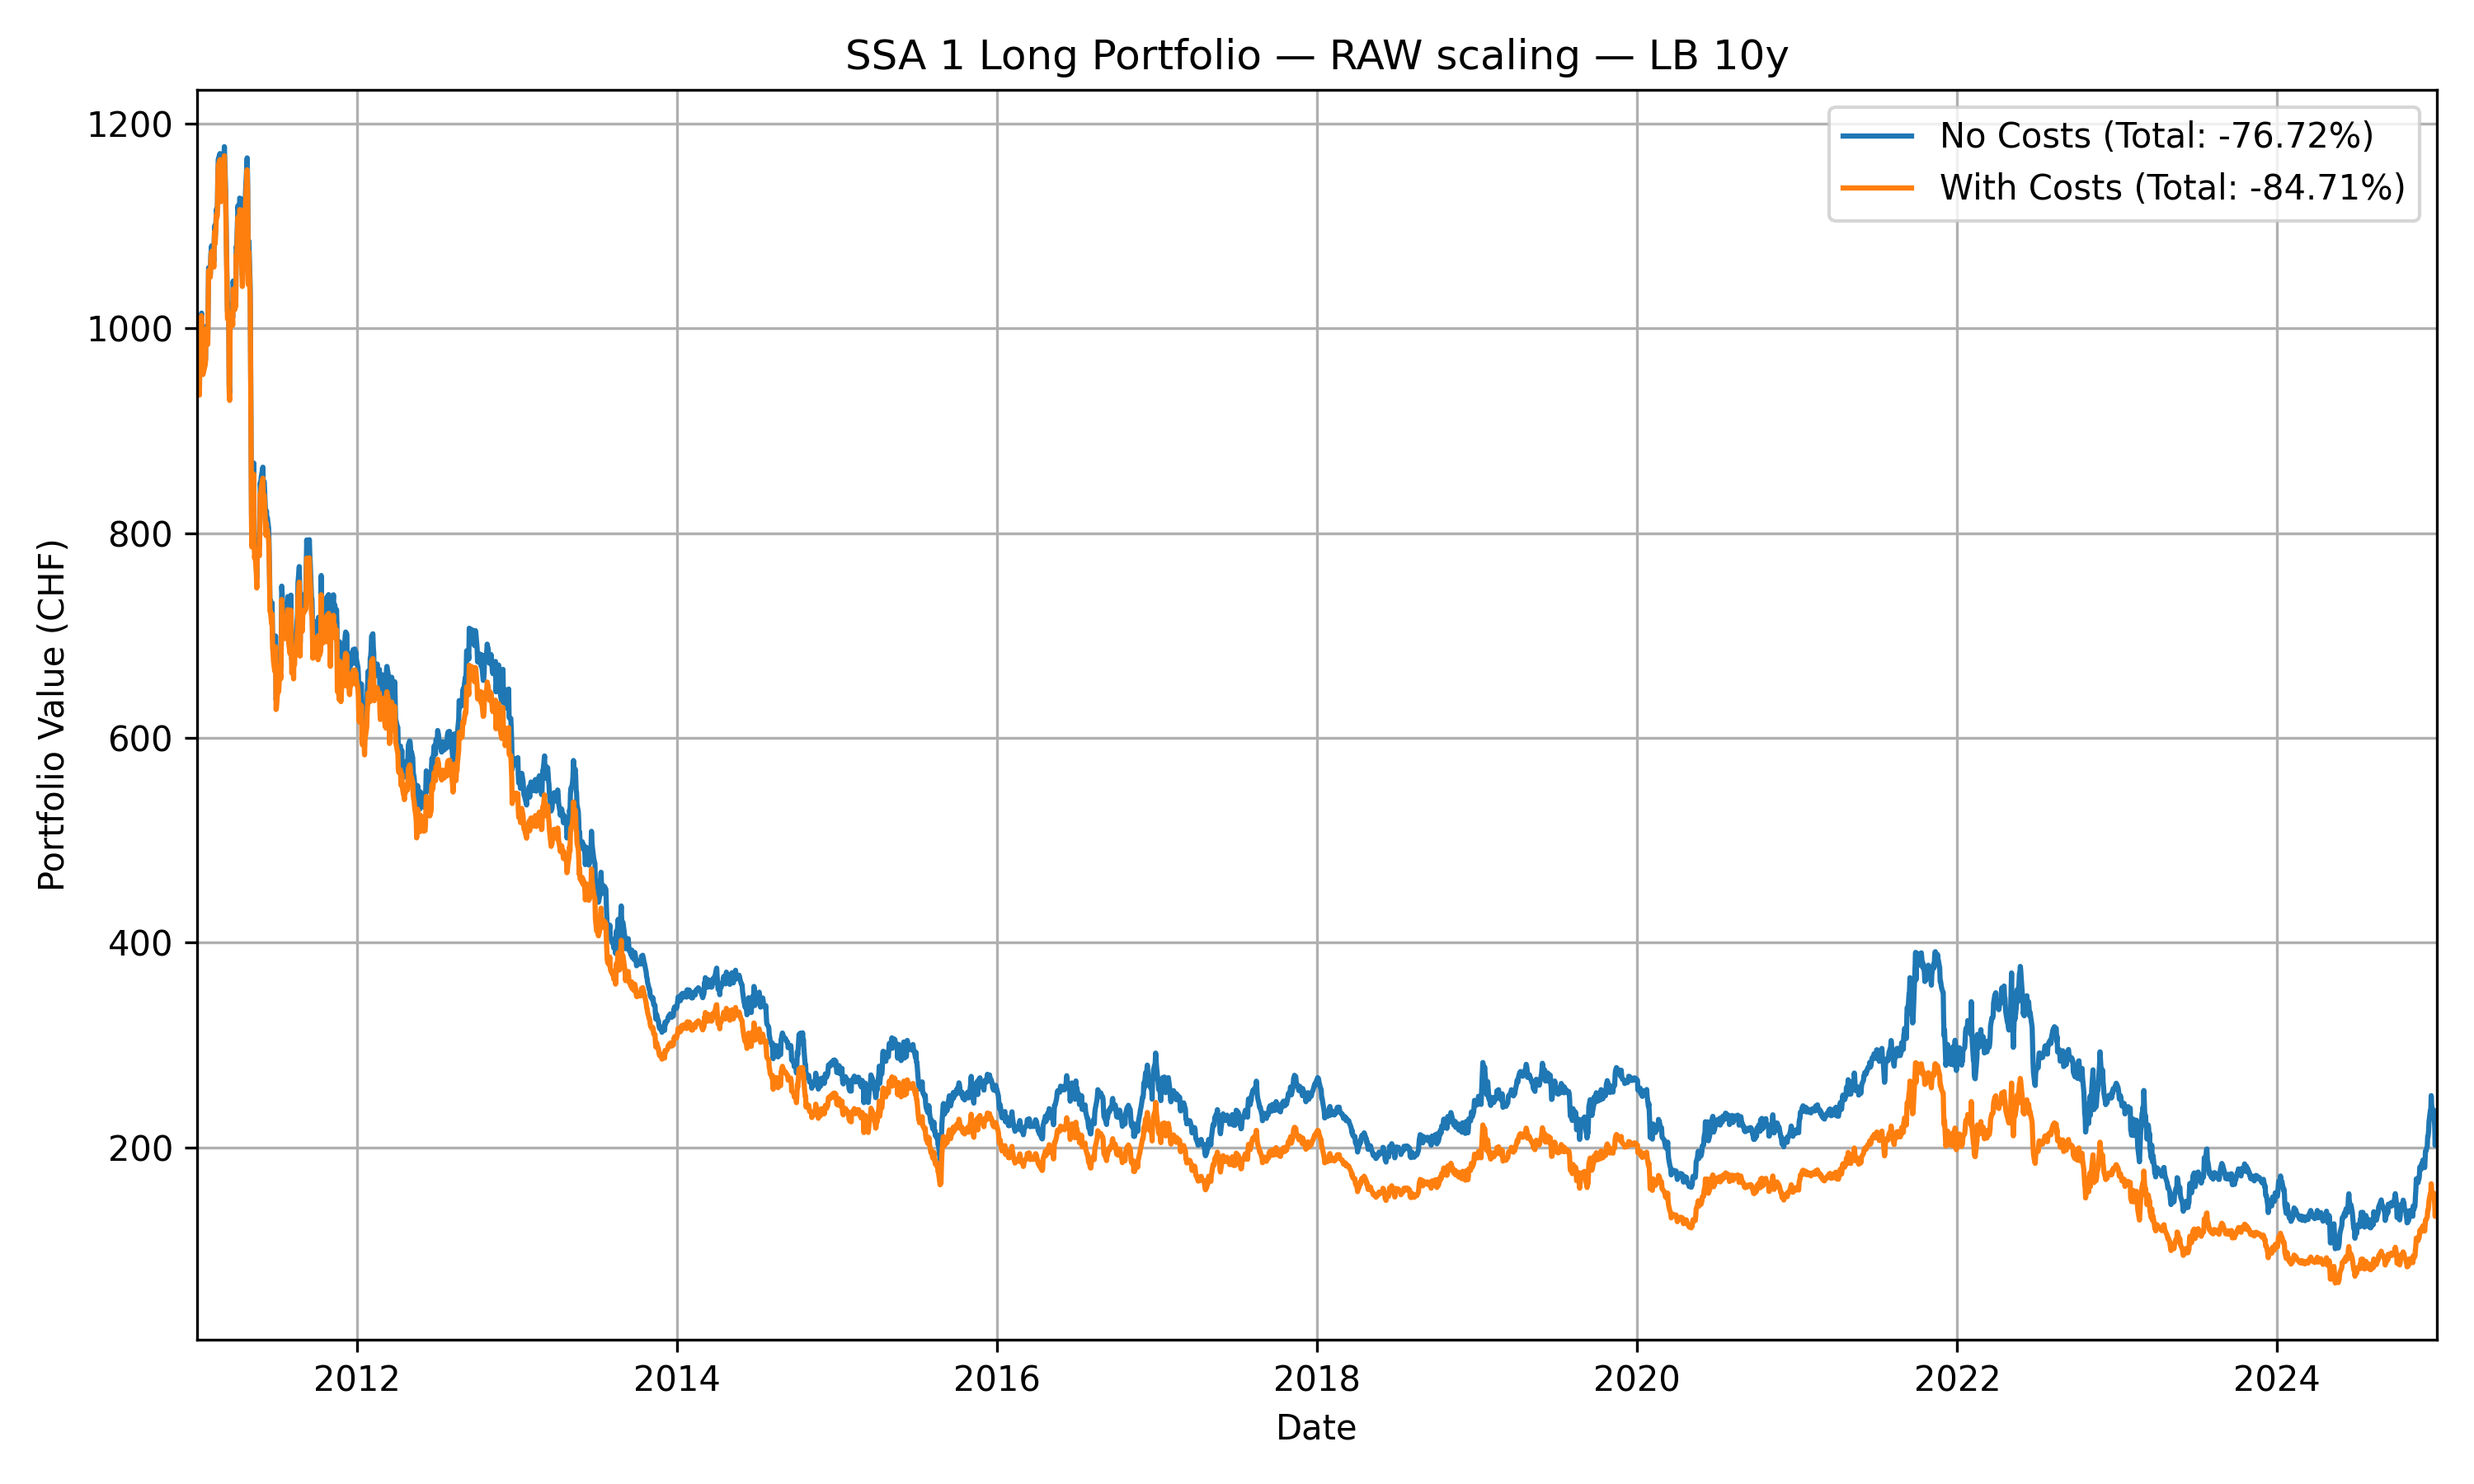 SSA 1 Long Portfolio — RAW scaling — LB 10y
No Costs (Total: -76.72%)
With Costs (Total: -84.71%)
Portfolio Value (CHF)
1200
1000
800
600
400
200
2012 2014 2016 2018 2020 2022 2024
Date